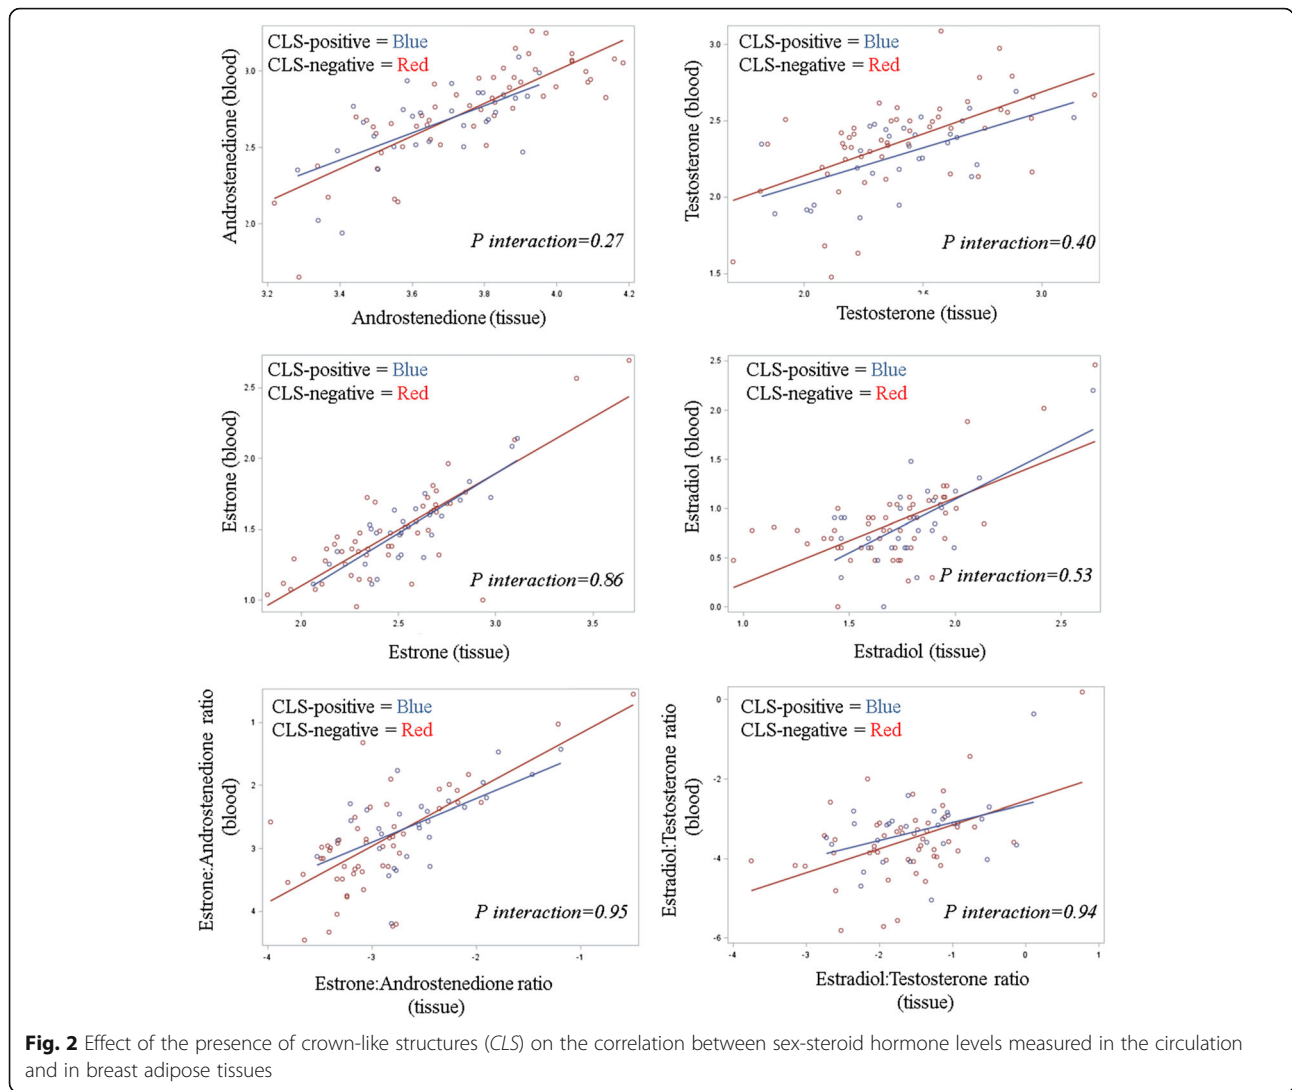 CLS-positive = Blue
CLS-negative = Red
Androstenedione (blood)
3.0
2.5
2.0
P interaction=0.27
3.2 3.4 3.6 3.8 4.0 4.2
Androstenedione (tissue)
CLS-positive = Blue
CLS-negative = Red
Testosterone (blood)
3.0
2.5
2.0
1.5
P interaction=0.40
2.0 2.5 3.0
Testosterone (tissue)
CLS-positive = Blue
CLS-negative = Red
Estrone (blood)
2.5
2.0
1.5
1.0
P interaction=0.86
2.0 2.5 3.0 3.5
Estrone (tissue)
CLS-positive = Blue
CLS-negative = Red
Estradiol (blood)
2.5
2.0
1.5
1.0
0.5
0.0
P interaction=0.53
1.0 1.5 2.0 2.5
Estradiol (tissue)
CLS-positive = Blue
CLS-negative = Red
Estrone:Androstenedione ratio
(blood)
1
2
3
4
P interaction=0.95
-4 -3 -2 -1
Estrone:Androstenedione ratio
(tissue)
CLS-positive = Blue
CLS-negative = Red
Estradiol:Testosterone ratio
(blood)
0
-2
-4
-6
P interaction=0.94
-4 -3 -2 -1 0 1
Estradiol:Testosterone ratio
(tissue)
Fig. 2 Effect of the presence of crown-like structures (CLS) on the correlation between sex-steroid hormone levels measured in the circulation
and in breast adipose tissues